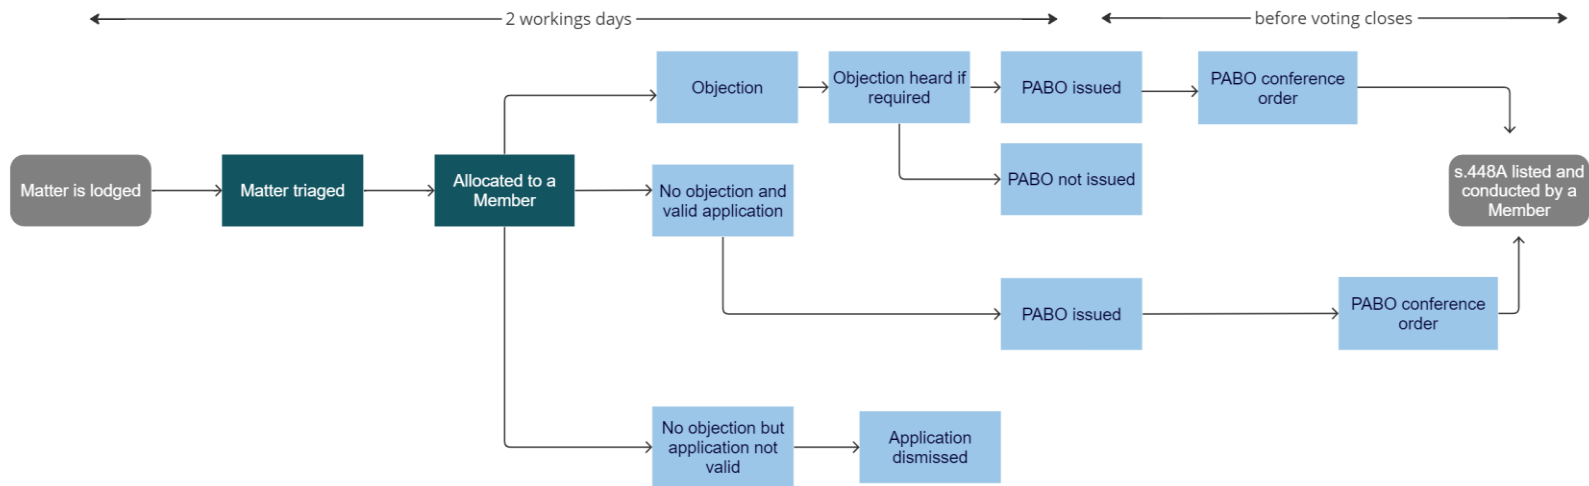 2 workings days
before voting closes
Objection
Objection heard if
required
PABO issued
PABO conference
order
Matter is lodged
Matter triaged
Allocated to a
Member
No objection and
valid application
PABO not issued
s.448A listed and
conducted by a
Member
PABO issued
PABO conference
order
No objection but
application not
valid
Application
dismissed